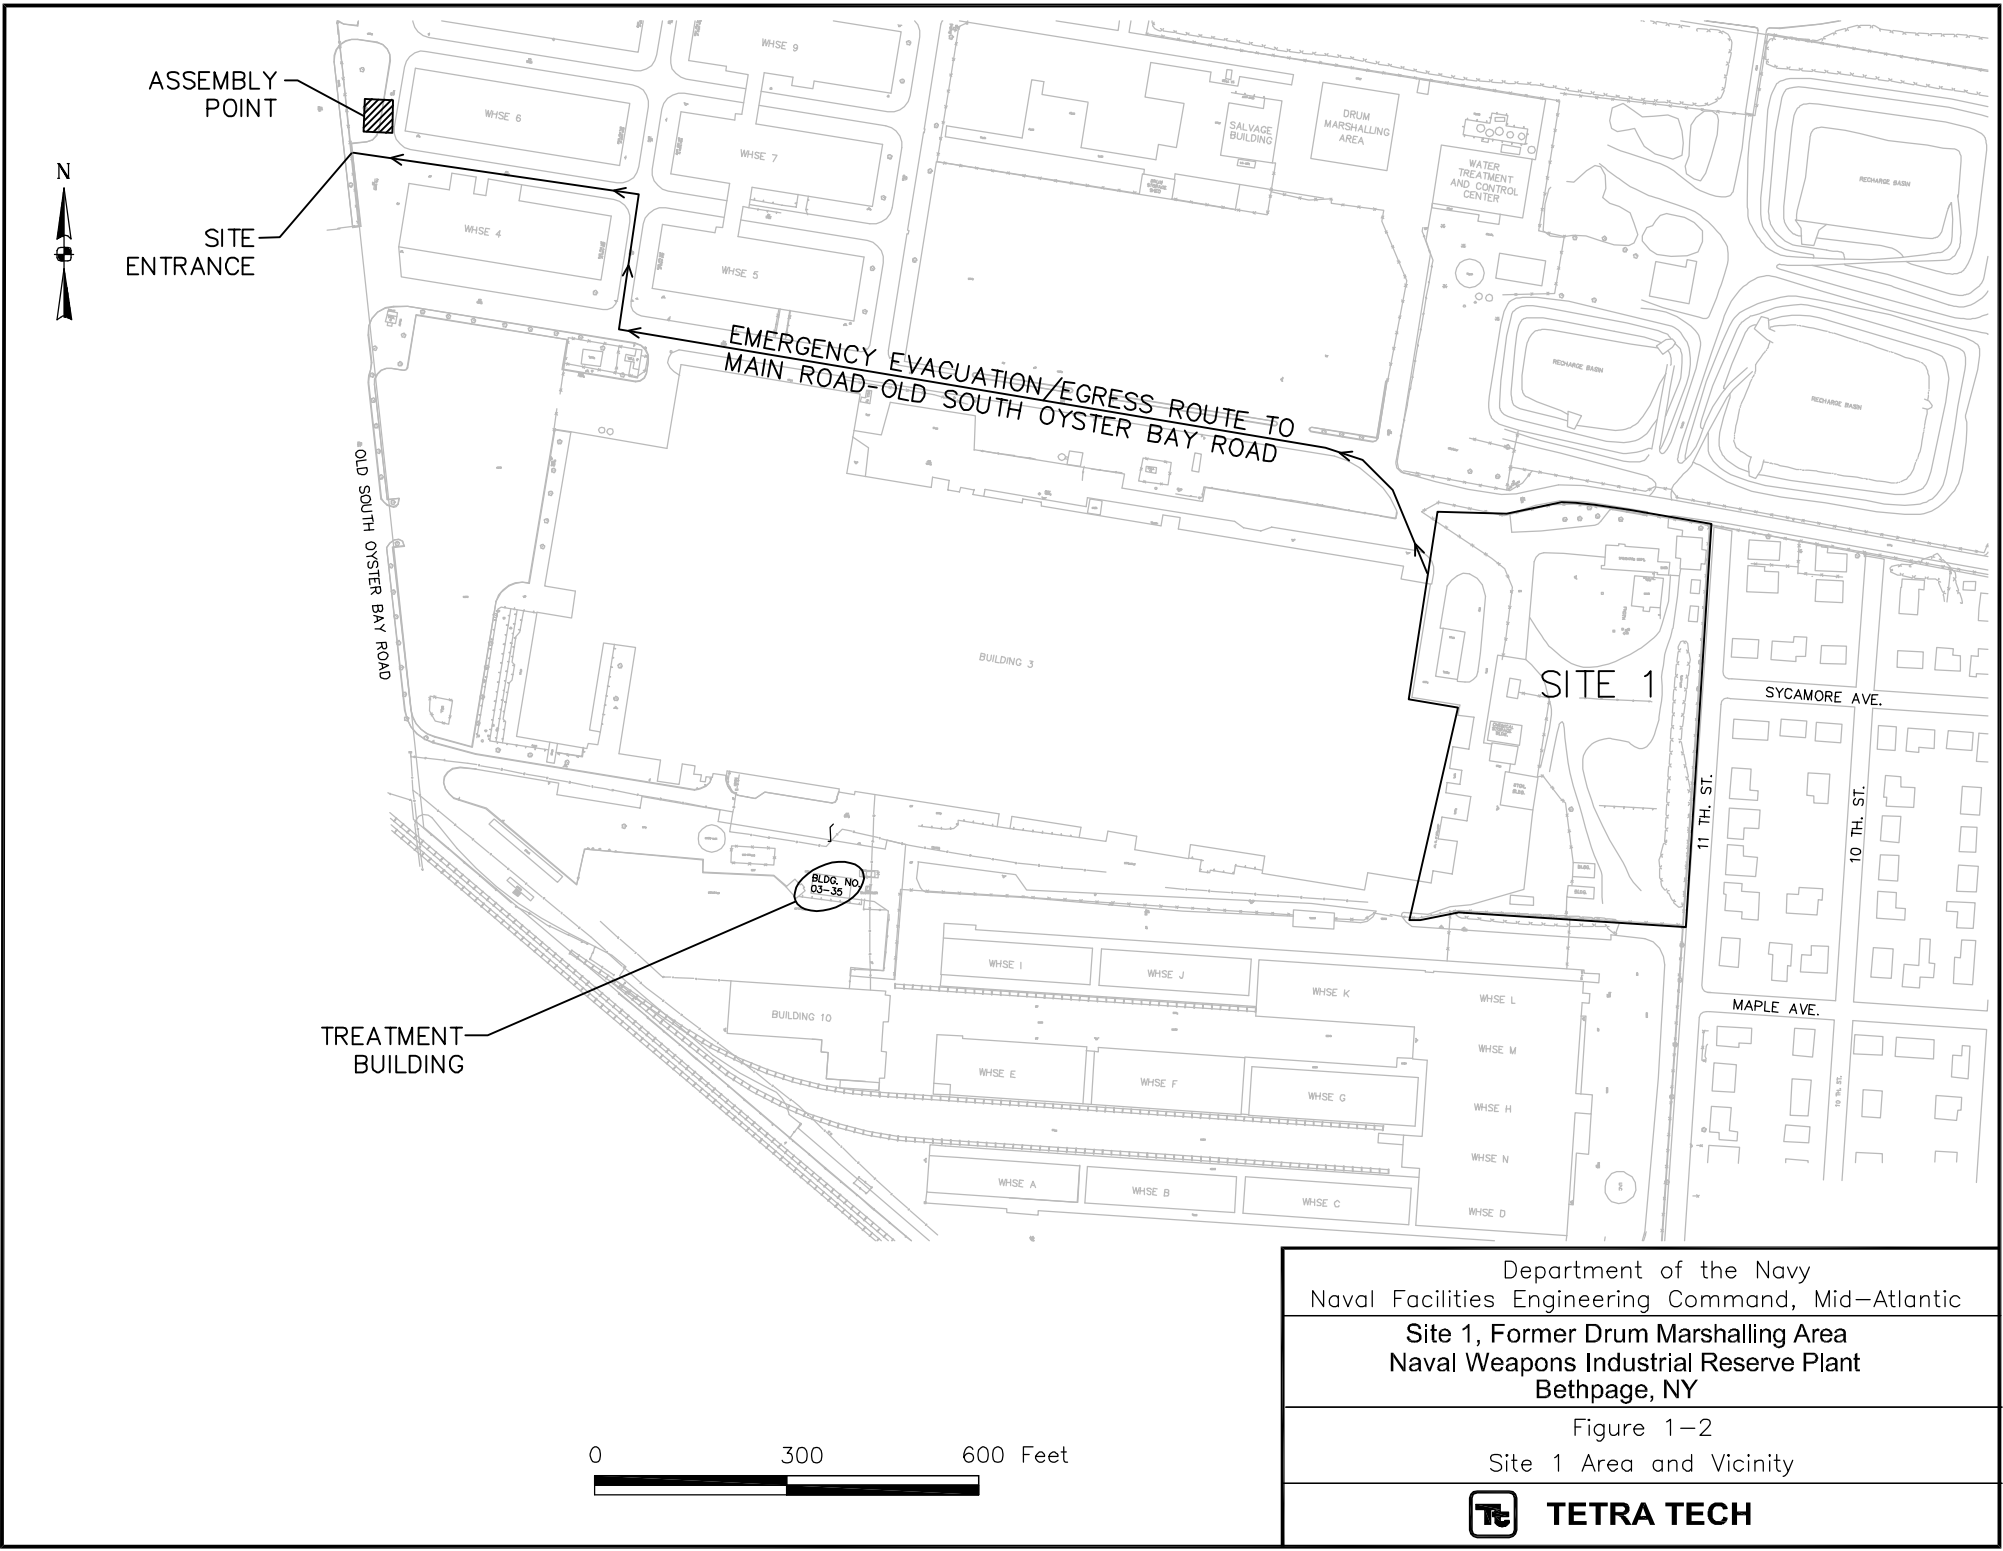 ASSEMBLY
POINT
N
SITE
ENTRANCE
WHSE 9
WHSE 6
WHSE 7
WHSE 4
WHSE 5
SALVAGE
BUILDING
DRUM
MARSHALLING
AREA
WATER
TREATMENT
AND CONTROL
CENTER
RECHARGE BASIN
RECHARGE BASIN
RECHARGE BASIN
EMERGENCY EVACUATION/EGRESS ROUTE TO
MAIN ROAD-OLD SOUTH OYSTER BAY ROAD
OLD SOUTH OYSTER BAY ROAD
BUILDING 3
SITE 1
SYCAMORE AVE.
11 TH. ST.
10 TH. ST.
MAPLE AVE.
10 TH. ST.
BLDG. NO.
03-35
TREATMENT
BUILDING
BUILDING 10
WHSE I
WHSE J
WHSE K
WHSE L
WHSE M
WHSE E
WHSE F
WHSE G
WHSE H
WHSE N
WHSE A
WHSE B
WHSE C
WHSE D
0 300 600 Feet
Department of the Navy
Naval Facilities Engineering Command, Mid-Atlantic
Site 1, Former Drum Marshalling Area
Naval Weapons Industrial Reserve Plant
Bethpage, NY
Figure 1-2
Site 1 Area and Vicinity
TETRA TECH